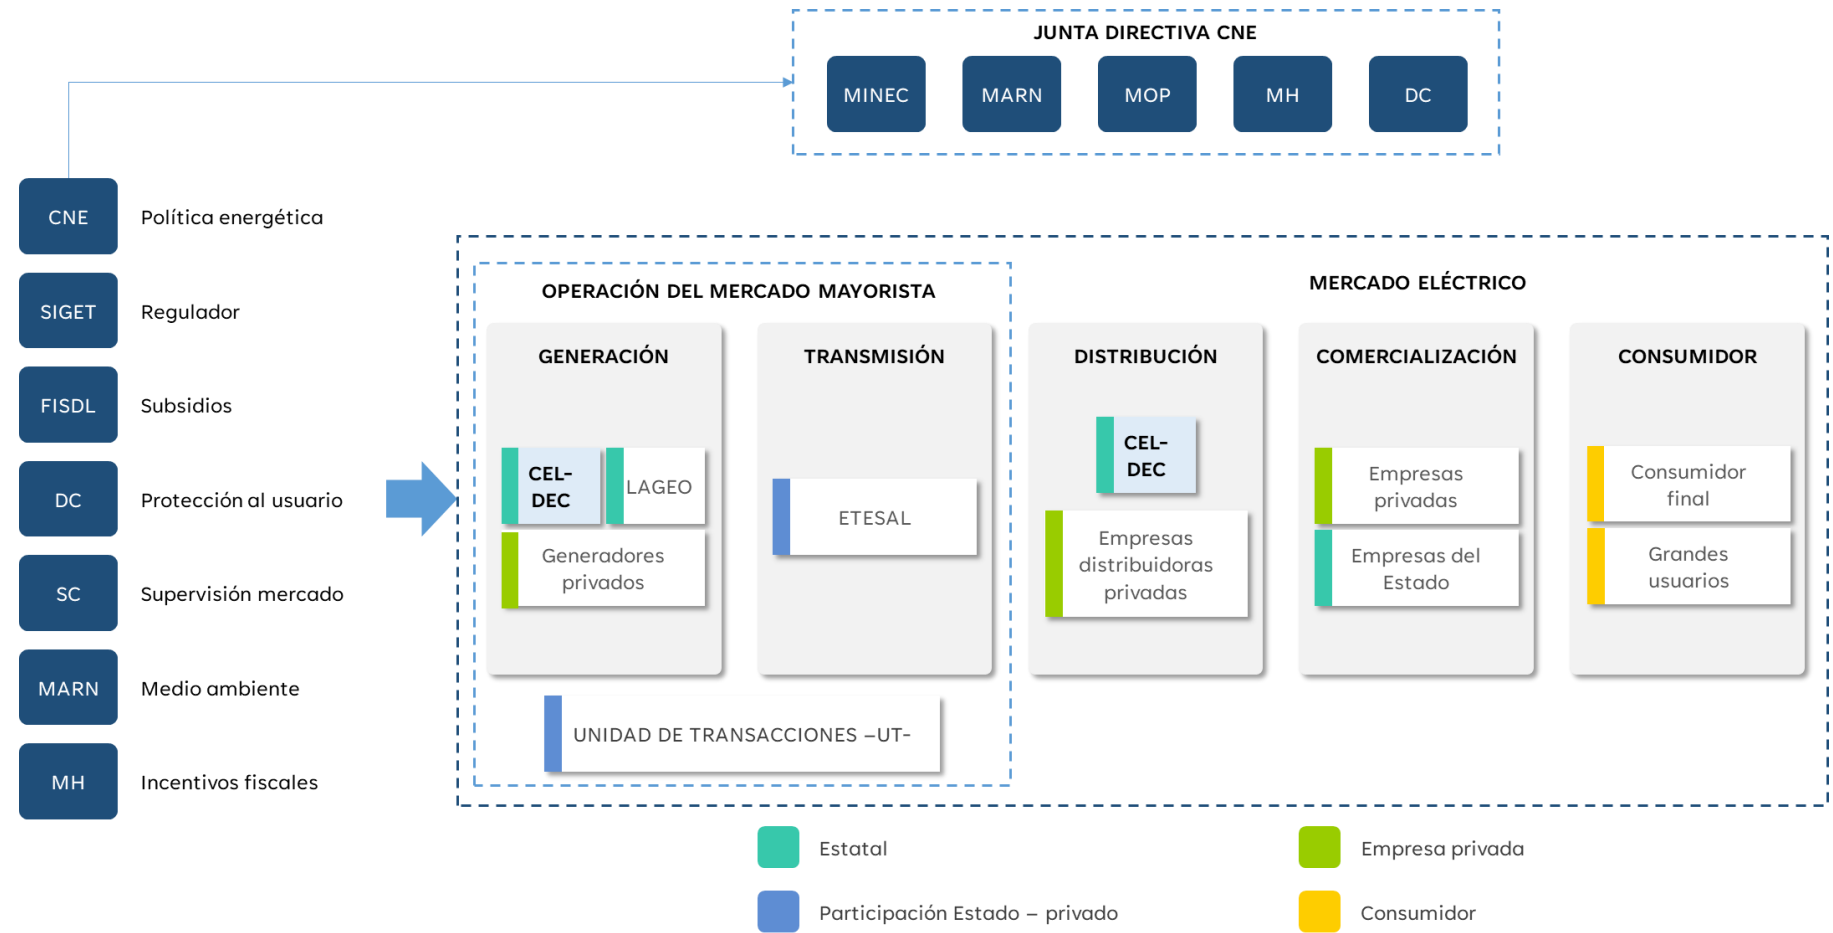 JUNTA DIRECTIVA CNE
MINEC
MARN
MOP
MH
DC
CNE
Política energética
SIGET
Regulador
FISDL
Subsidios
DC
Protección al usuario
SC
Supervisión mercado
MARN
Medio ambiente
MH
Incentivos fiscales
MERCADO ELÉCTRICO
OPERACIÓN DEL MERCADO MAYORISTA
GENERACIÓN
CEL-
DEC
LAGEO
Generadores
privados
TRANSMISIÓN
ETESAL
UNIDAD DE TRANSACCIONES –UT-
DISTRIBUCIÓN
CEL-
DEC
Empresas
distribuidoras
privadas
COMERCIALIZACIÓN
Empresas
privadas
Empresas del
Estado
CONSUMIDOR
Consumidor
final
Grandes
usuarios
Estatal
Empresa privada
Participación Estado – privado
Consumidor